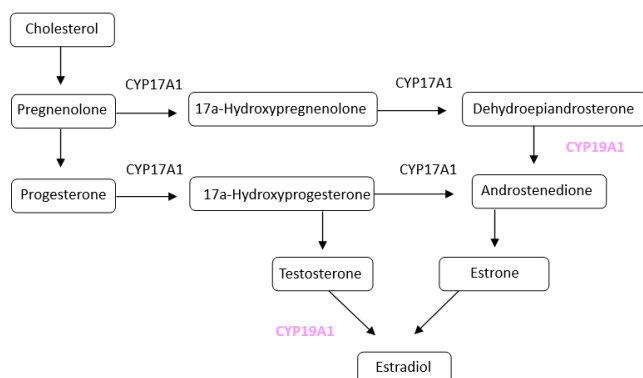 Cholesterol
CYP17A1
CYP17A1
Pregnenolone
17a-Hydroxypregnenolone
Dehydroepiandrosterone
CYP19A1
CYP17A1
CYP17A1
Progesterone
17a-Hydroxyprogesterone
Androstenedione
Testosterone
Estrone
CYP19A1
Estradiol